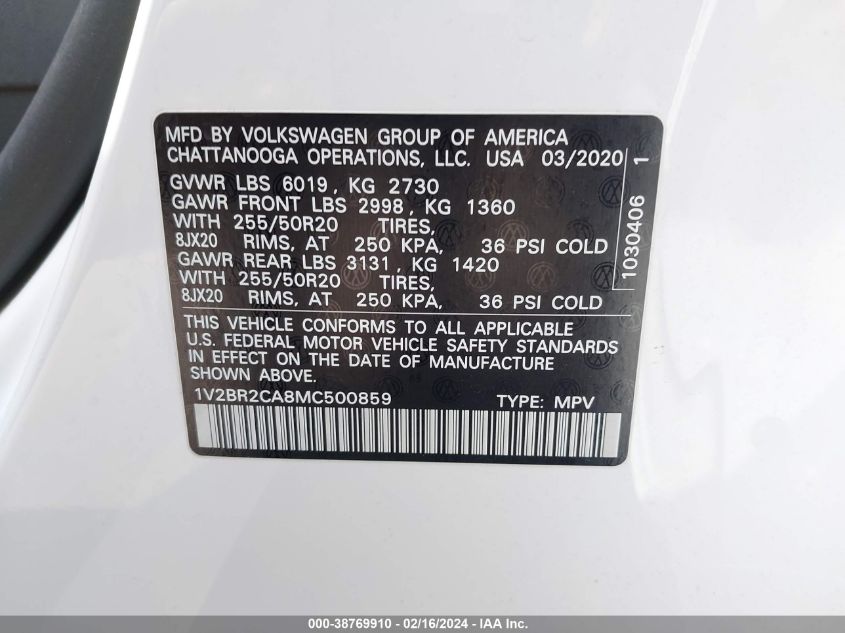 MFD BY VOLKSWAGEN GROUP OF AMERICA
CHATTANOOGA OPERATIONS, LLC. USA 03/2020
GVWR LBS 6019, KG 2730
GAWR FRONT LBS 2998, KG 1360
WITH 255/50R20 TIRES,
8JX20 RIMS, AT 250 KPA, 36 PSI COLD
GAWR REAR LBS 3131, KG 1420
WITH 255/50R20 TIRES,
8JX20 RIMS, AT 250 KPA, 36 PSI COLD
1030406 1
THIS VEHICLE CONFORMS TO ALL APPLICABLE
U.S. FEDERAL MOTOR VEHICLE SAFETY STANDARDS
IN EFFECT ON THE DATE OF MANUFACTURE
SHOWN ABOVE.
1V2BR2CA8MC500859 TYPE: MPV
000-38769910 - 02/16/2024 - IAA Inc.